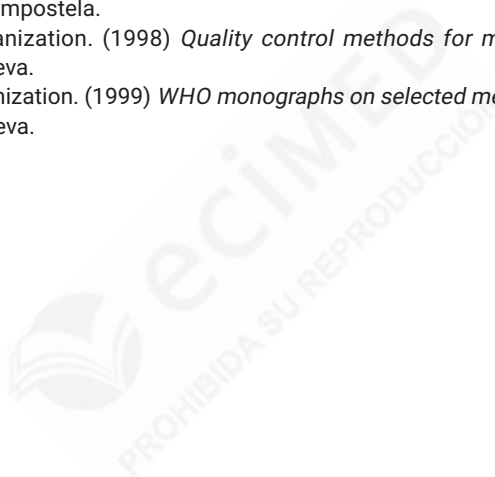 mpostela.
anization. (1998) Quality control methods for m
eva.
nization. (1999) WHO monographs on selected me
eva.
ecimED
PROHIBIDA SU REPRODUCCIÓN